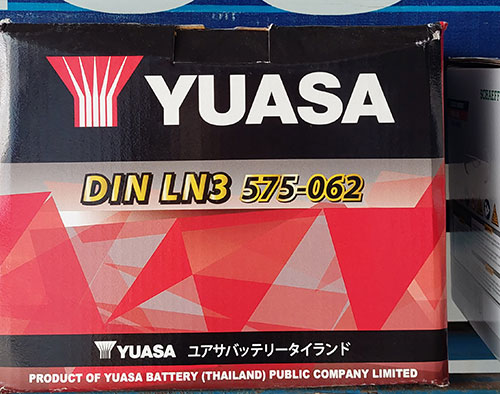 YUASA
DIN LN3 575-062
YUASA ユアサバッテリータイランド
PRODUCT OF YUASA BATTERY (THAILAND) PUBLIC COMPANY LIMITED